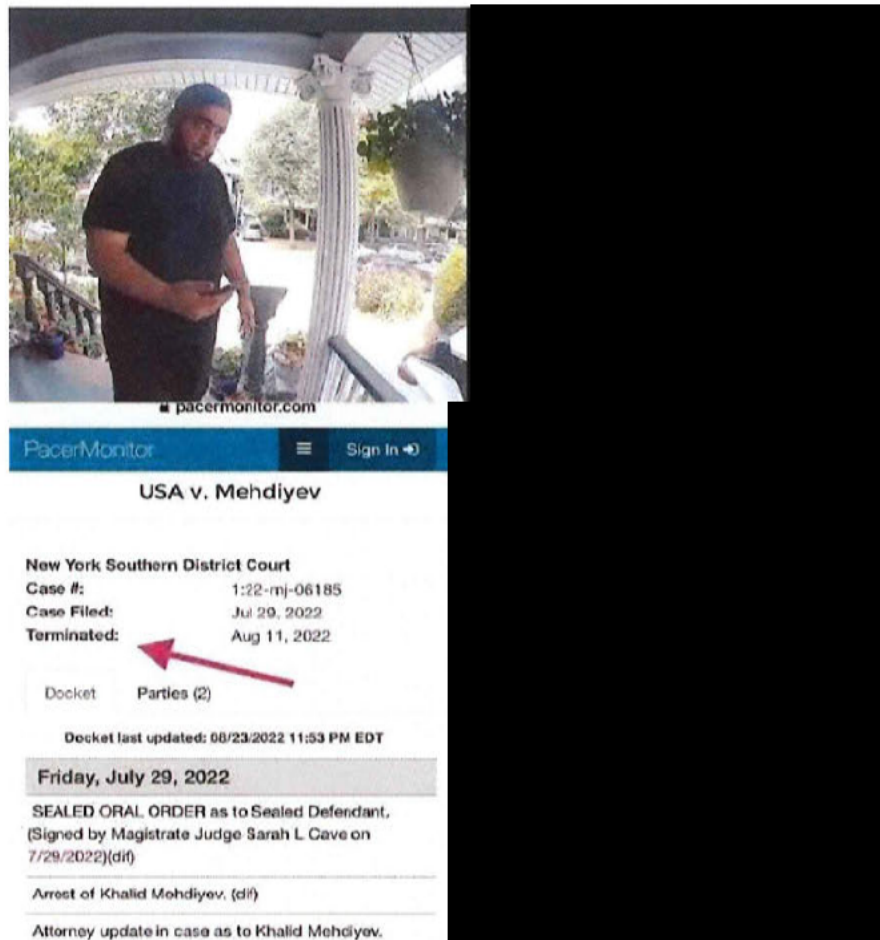 pacermonitor.com
PacerMonitor
Sign In
USA v. Mehdiyev
New York Southern District Court
Case #: 1:22-mj-06185
Case Filed: Jul 29, 2022
Terminated: Aug 11, 2022
Docket Parties (2)
Docket last updated: 08/23/2022 11:53 PM EDT
Friday, July 29, 2022
SEALED ORAL ORDER as to Sealed Defendant.
(Signed by Magistrate Judge Sarah L Cave on
7/29/2022)(dif)
Arrest of Khalid Mehdiyev. (dif)
Attorney update in case as to Khalid Mehdiyev.